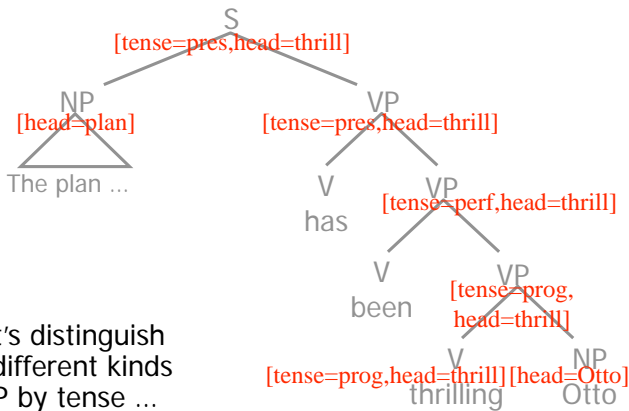 S
[tense=pres,head=thrill]
NP VP
[head=plan] [tense=pres,head=thrill]
The plan ... V VP
has [tense=perf,head=thrill]
V VP
been [tense=prog,
head=thrill]
't's distinguish
different kinds V NP
[tense=prog,head=thrill] [head=Otto]
P by tense ... thrilling Otto